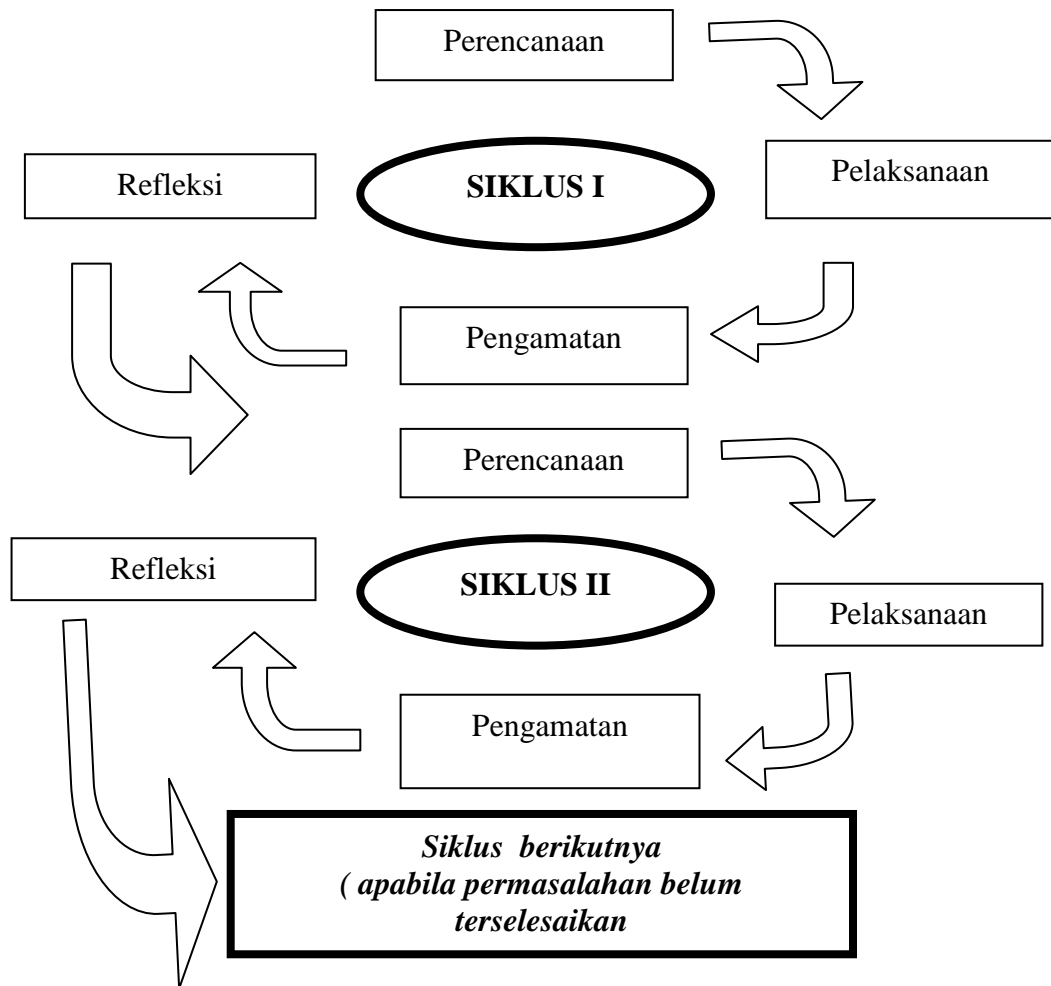 Perencanaan
Refleksi
SIKLUS I
Pelaksanaan
Pengamatan
Perencanaan
Refleksi
SIKLUS II
Pelaksanaan
Pengamatan
Siklus berikutnya
( apabila permasalahan belum
terselesaikan